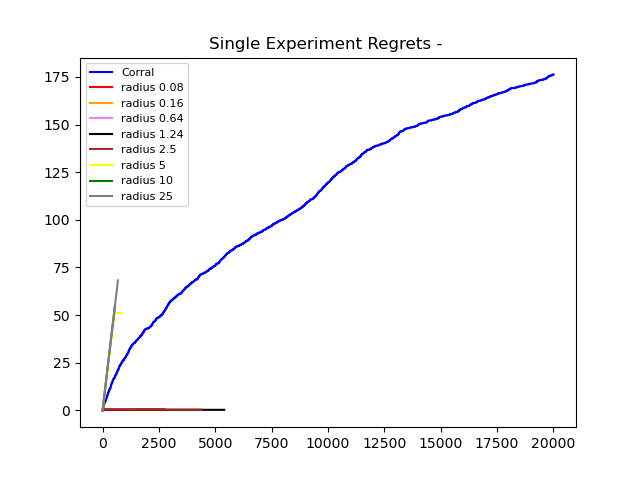 Single Experiment Regrets -
175
150
125
100
75
50
25
0
Corral
radius 0.08
radius 0.16
radius 0.64
radius 1.24
radius 2.5
radius 5
radius 10
radius 25
0 2500 5000 7500 10000 12500 15000 17500 20000